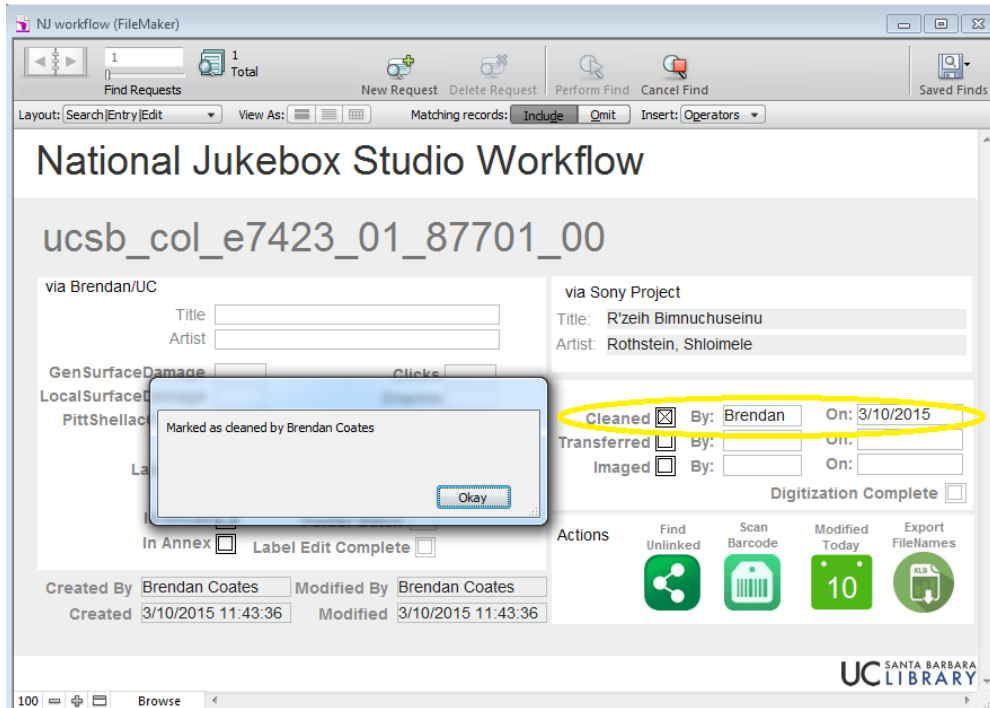 NJ workflow (FileMaker)
1
1
Total
Find Requests
New Request Delete Request Perform Find Cancel Find Saved Finds
Layout: Search|Entry|Edit View As: Matching records: Include Omit Insert: Operators
National Jukebox Studio Workflow
ucsb_col_e7423_01_87701_00
via Brendan/UC
Title
Artist
GenSurfaceDamage
Clicks
LocalSurface
PittShellac
Marked as cleaned by Brendan Coates
Okay
In Annex Label Edit Complete
Created By Brendan Coates Modified By Brendan Coates
Created 3/10/2015 11:43:36 Modified 3/10/2015 11:43:36
via Sony Project
Title: R'zeih Bimnuchuseinu
Artist: Rothstein, Shloimele
Cleaned By: Brendan On: 3/10/2015
Transferred By: On:
Imaged By: On:
Digitization Complete
Actions
Find Unlinked
Scan Barcode
Modified Today
Export FileNames
10
XLS
UC SANTA BARBARA
LIBRARY
100 Browse